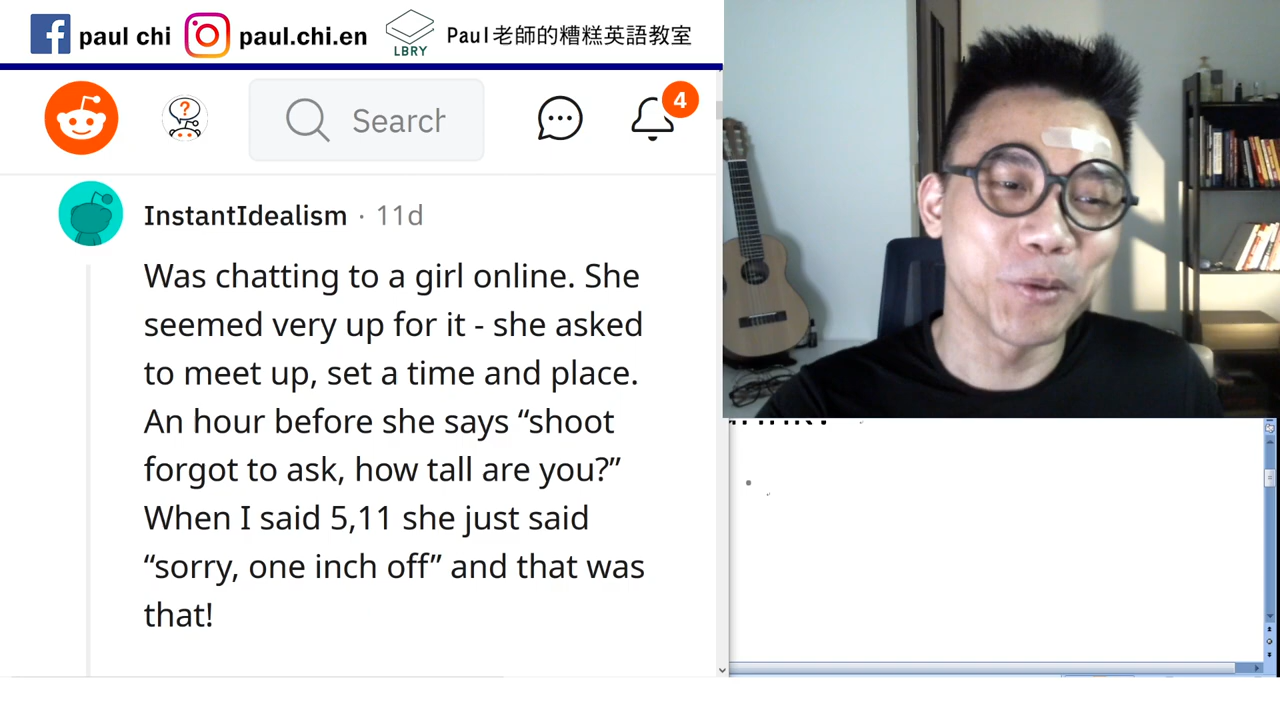 paul chi paul.chi.en LBRY Paul老師的糟糕英語教室
Search 4
InstantIdealism · 11d
Was chatting to a girl online. She
seemed very up for it - she asked
to meet up, set a time and place.
An hour before she says “shoot
forgot to ask, how tall are you?”
When I said 5,11 she just said
“sorry, one inch off” and that was
that!